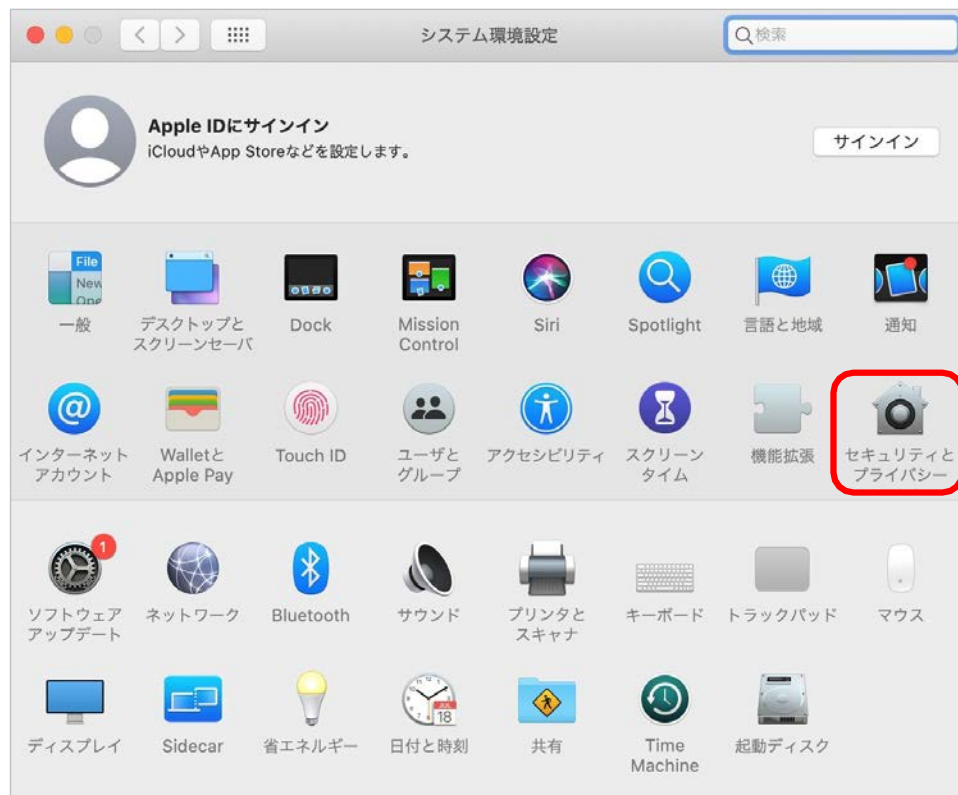 システム環境設定
検索
Apple IDにサインイン
iCloudやApp Storeなどを設定します。
サインイン
File
New
Ope
一般
デスクトップと
スクリーンセーバ
Dock
Mission
Control
Siri
Spotlight
言語と地域
通知
インターネット
アカウント
Walletと
Apple Pay
Touch ID
ユーザと
グループ
アクセシビリティ
スクリーン
タイム
機能拡張
セキュリティと
プライバシー
1
ソフトウェア
アップデート
ネットワーク
Bluetooth
サウンド
プリンタと
スキャナ
キーボード
トラックパッド
マウス
ディスプレイ
Sidecar
省エネルギー
JUL
18
日付と時刻
共有
Time
Machine
起動ディスク